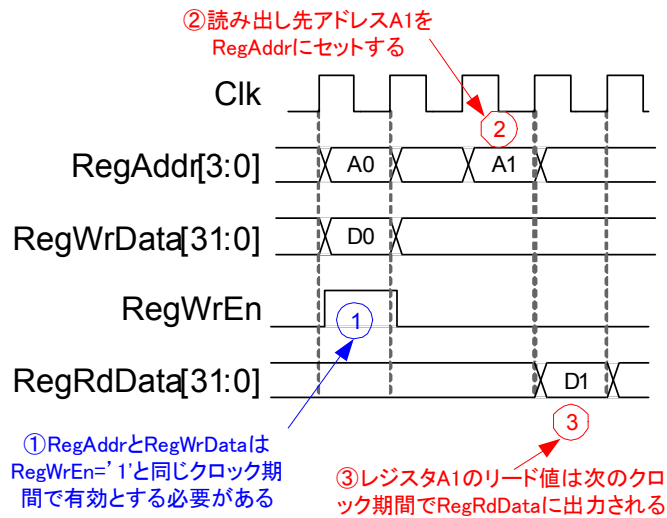 ②読み出し先アドレスA1を
RegAddrにセットする
Clk
2
RegAddr[3:0]
A0
A1
RegWrData[31:0]
D0
RegWrEn
1
RegRdData[31:0]
D1
3
①RegAddrとRegWrDataは
RegWrEn='1'と同じクロック期
間で有効とする必要がある
③レジスタA1のリード値は次のクロ
ック期間でRegRdDataに出力される